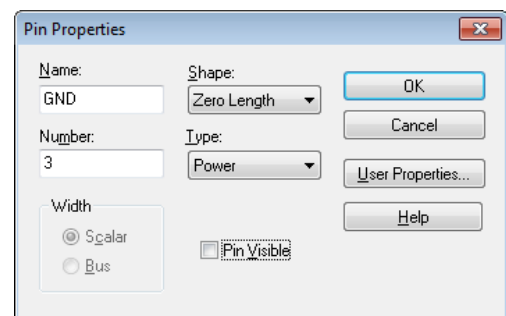 Pin Properties
Name:
GND
Shape:
Zero Length
OK
Cancel
Number:
3
Type:
Power
User Properties...
Width
Scalar
Bus
Pin Visible
Help